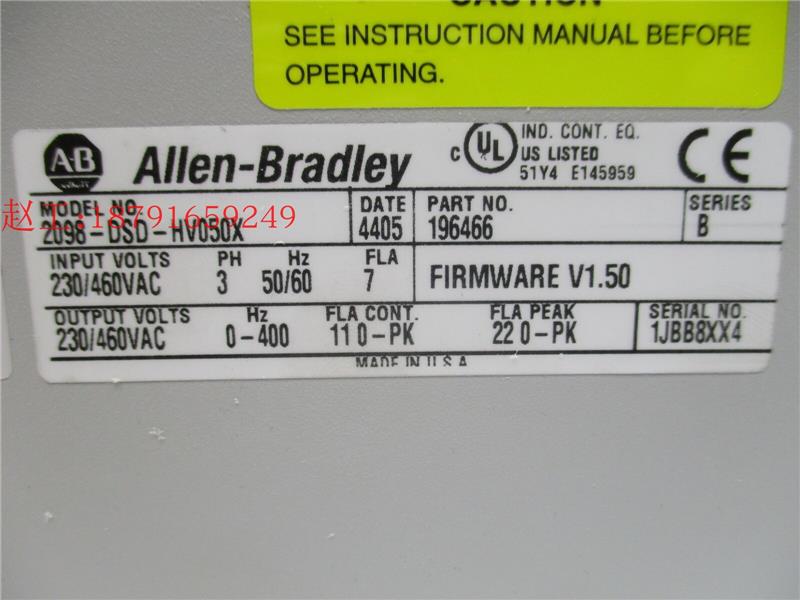 CAUTION
SEE INSTRUCTION MANUAL BEFORE
OPERATING.
A-B
Allen-Bradley
c UL US LISTED
IND. CONT. EQ.
51Y4 E145959
CE
MODEL NO.
2098-DSD-HV050X
DATE
4405
PART NO.
196466
SERIES
B
赵 :18791659249
INPUT VOLTS PH Hz FLA
230/460VAC 3 50/60 7
FIRMWARE V1.50
OUTPUT VOLTS Hz FLA CONT. FLA PEAK SERIAL NO.
230/460VAC 0-400 11 0-PK 22 0-PK 1JBB8XX4
MADE IN U.S.A